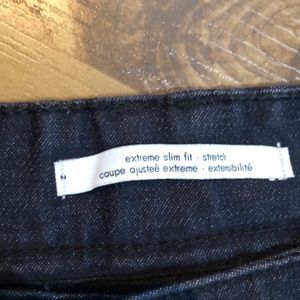 extreme slim fit · stretch
coupe ajusteé extreme · extensibilité